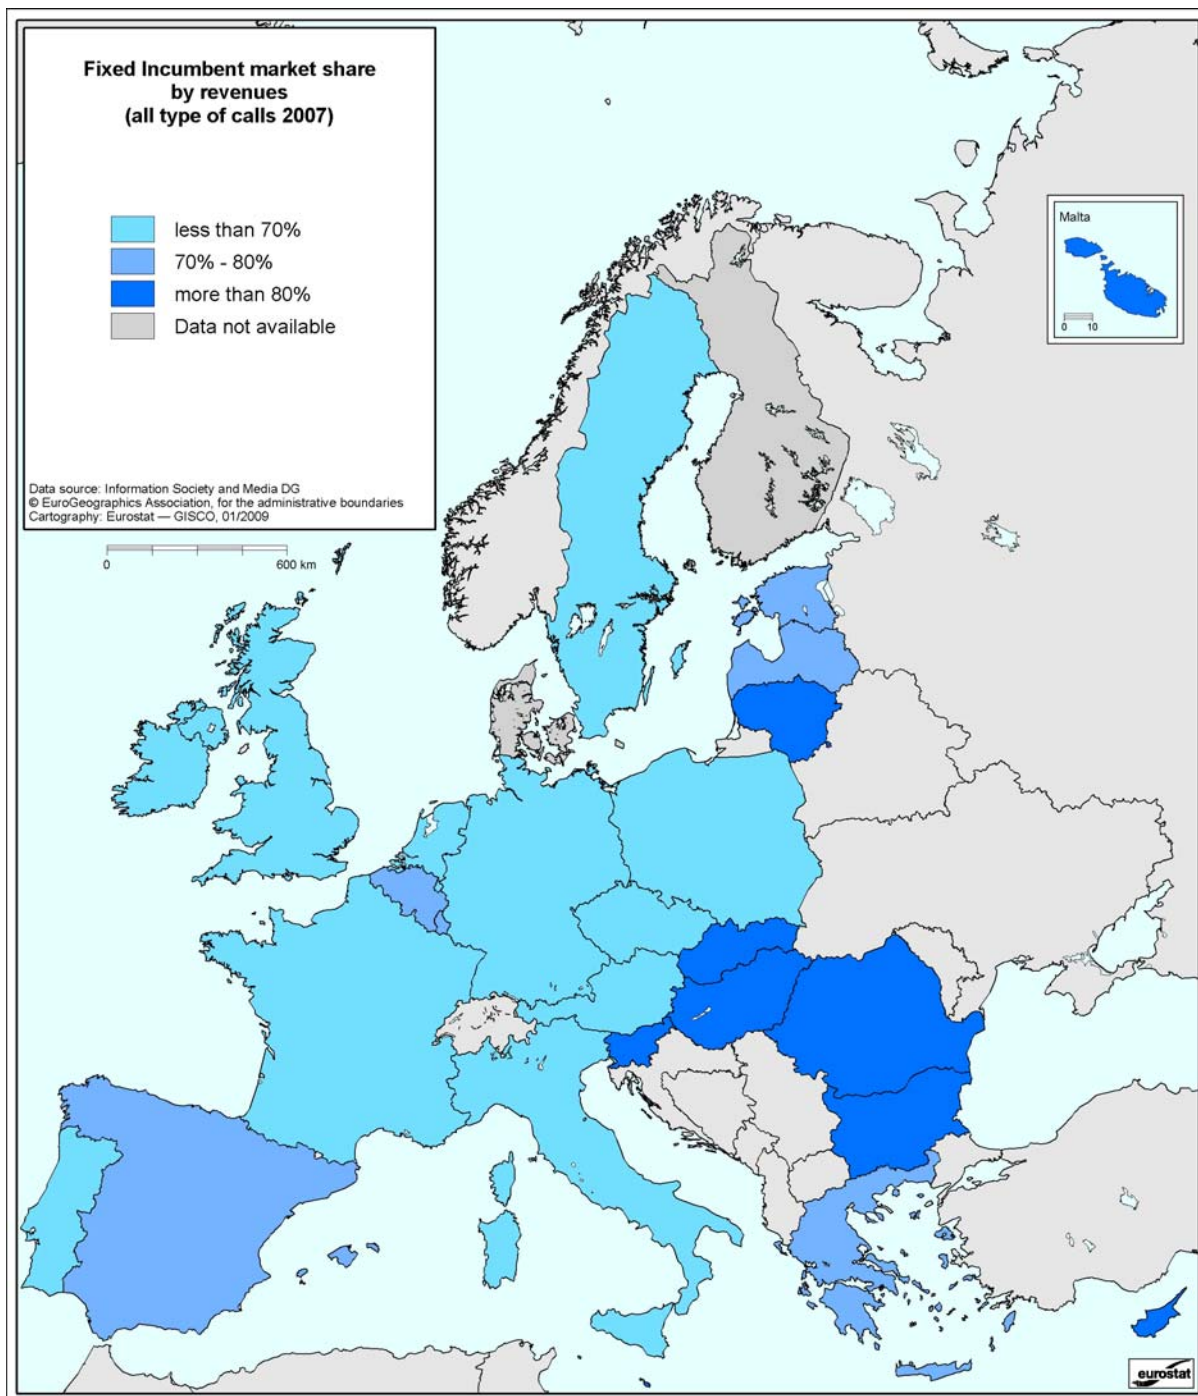 Fixed Incumbent market share
by revenues
(all type of calls 2007)
less than 70%
70% - 80%
more than 80%
Data not available
Data source: Information Society and Media DG
© EuroGeographics Association, for the administrative boundaries
Cartography: Eurostat — GISCO, 01/2009
0 600 km
Malta
0 10
eurostat